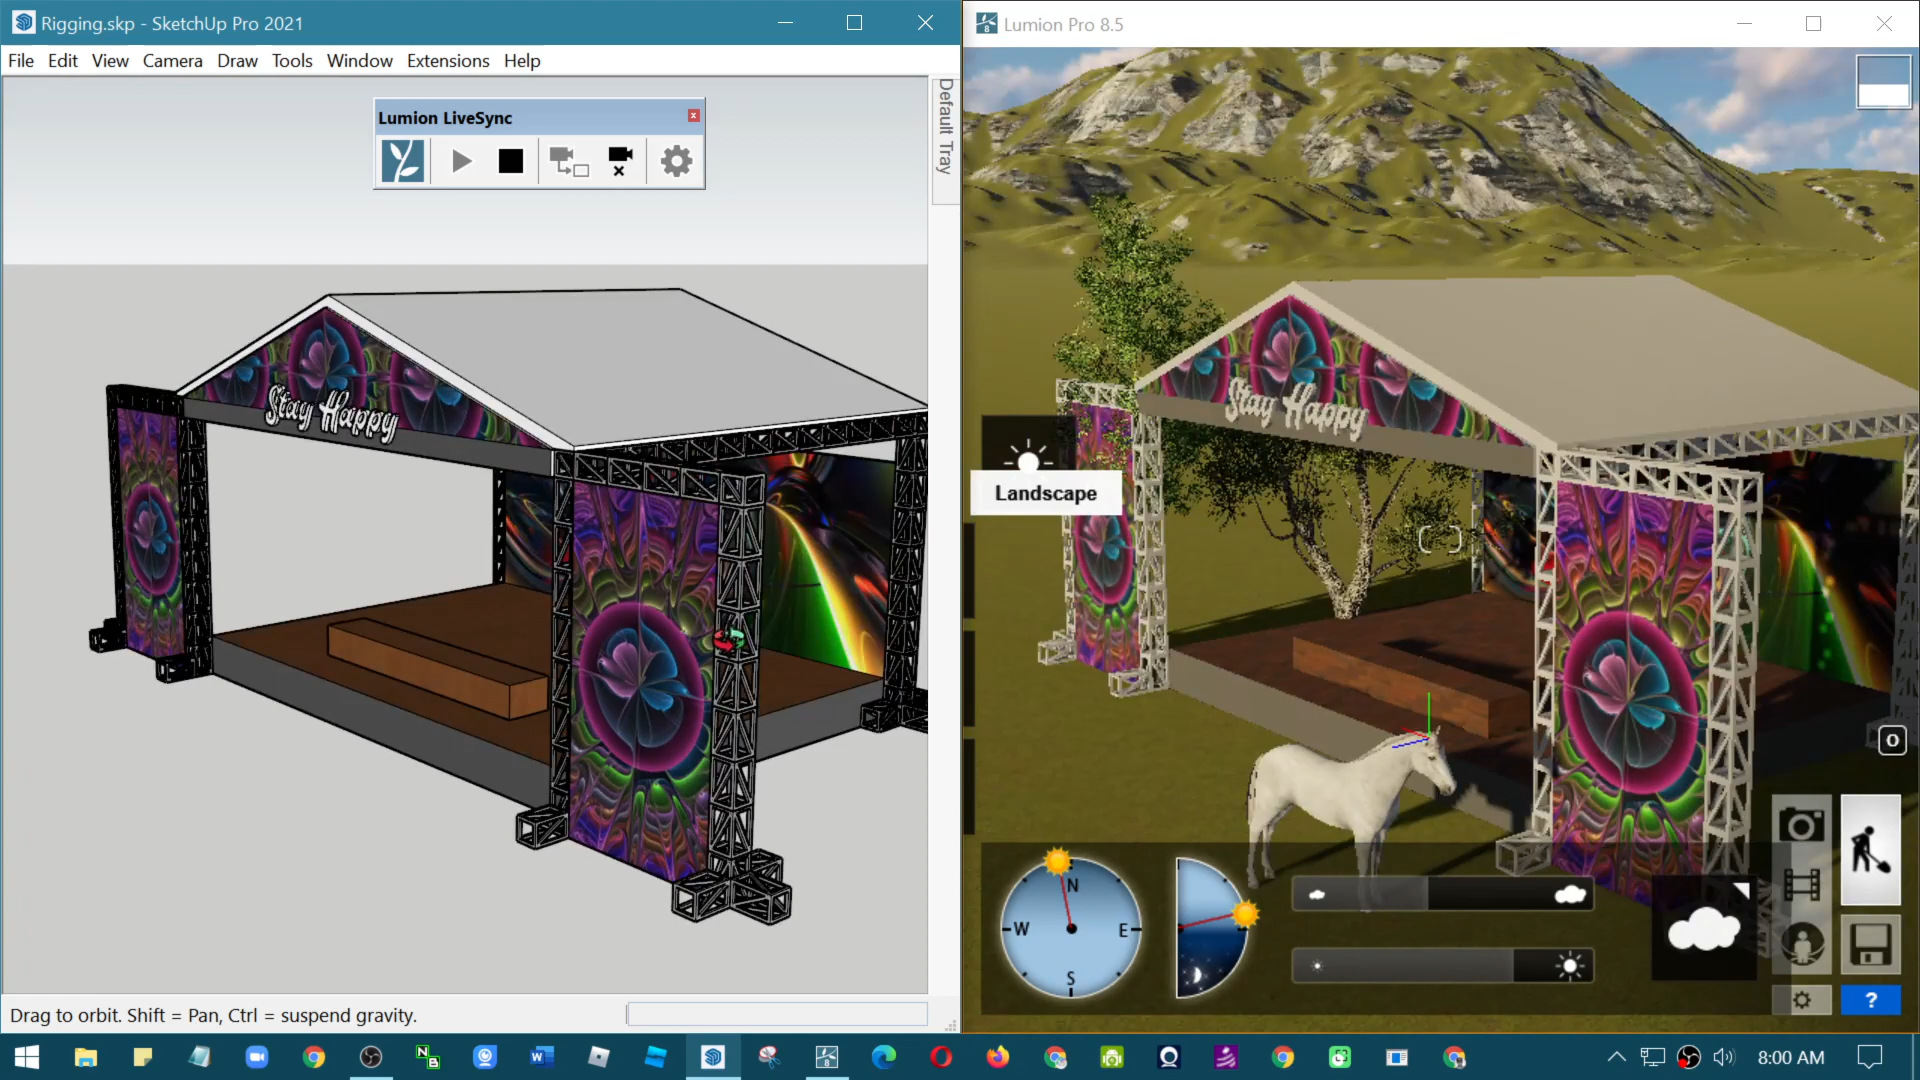 Rigging.skp - SketchUp Pro 2021
File Edit View Camera Draw Tools Window Extensions Help
Lumion LiveSync
Default Tray
Stay Happy
Drag to orbit. Shift = Pan, Ctrl = suspend gravity.
8 Lumion Pro 8.5
Stay Happy
Landscape
O
N
W E
S
?
N
B
8
8:00 AM